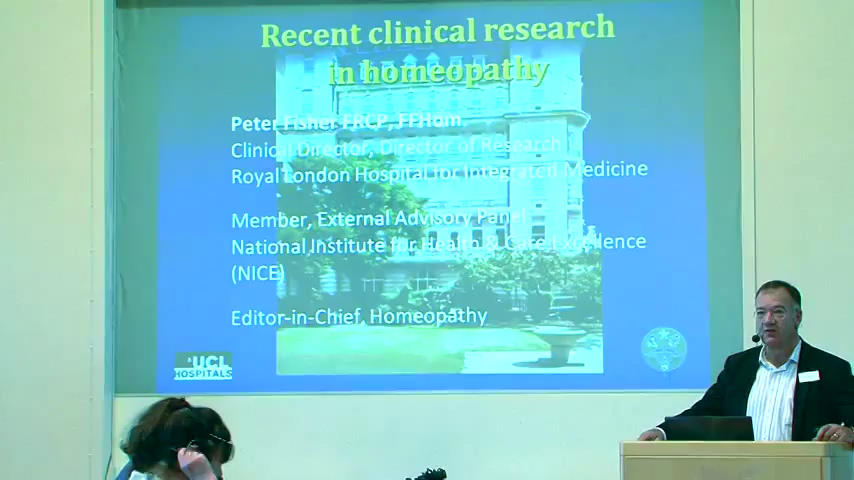 Recent clinical research
in homeopathy
Peter Fisher FRCP, FFHom
Clinical Director, Director of Research
Royal London Hospital for Integrated Medicine
Member, External Advisory Panel
National Institute for Health & Care Excellence
(NICE)
Editor-in-Chief, Homeopathy
UCL
HOSPITALS